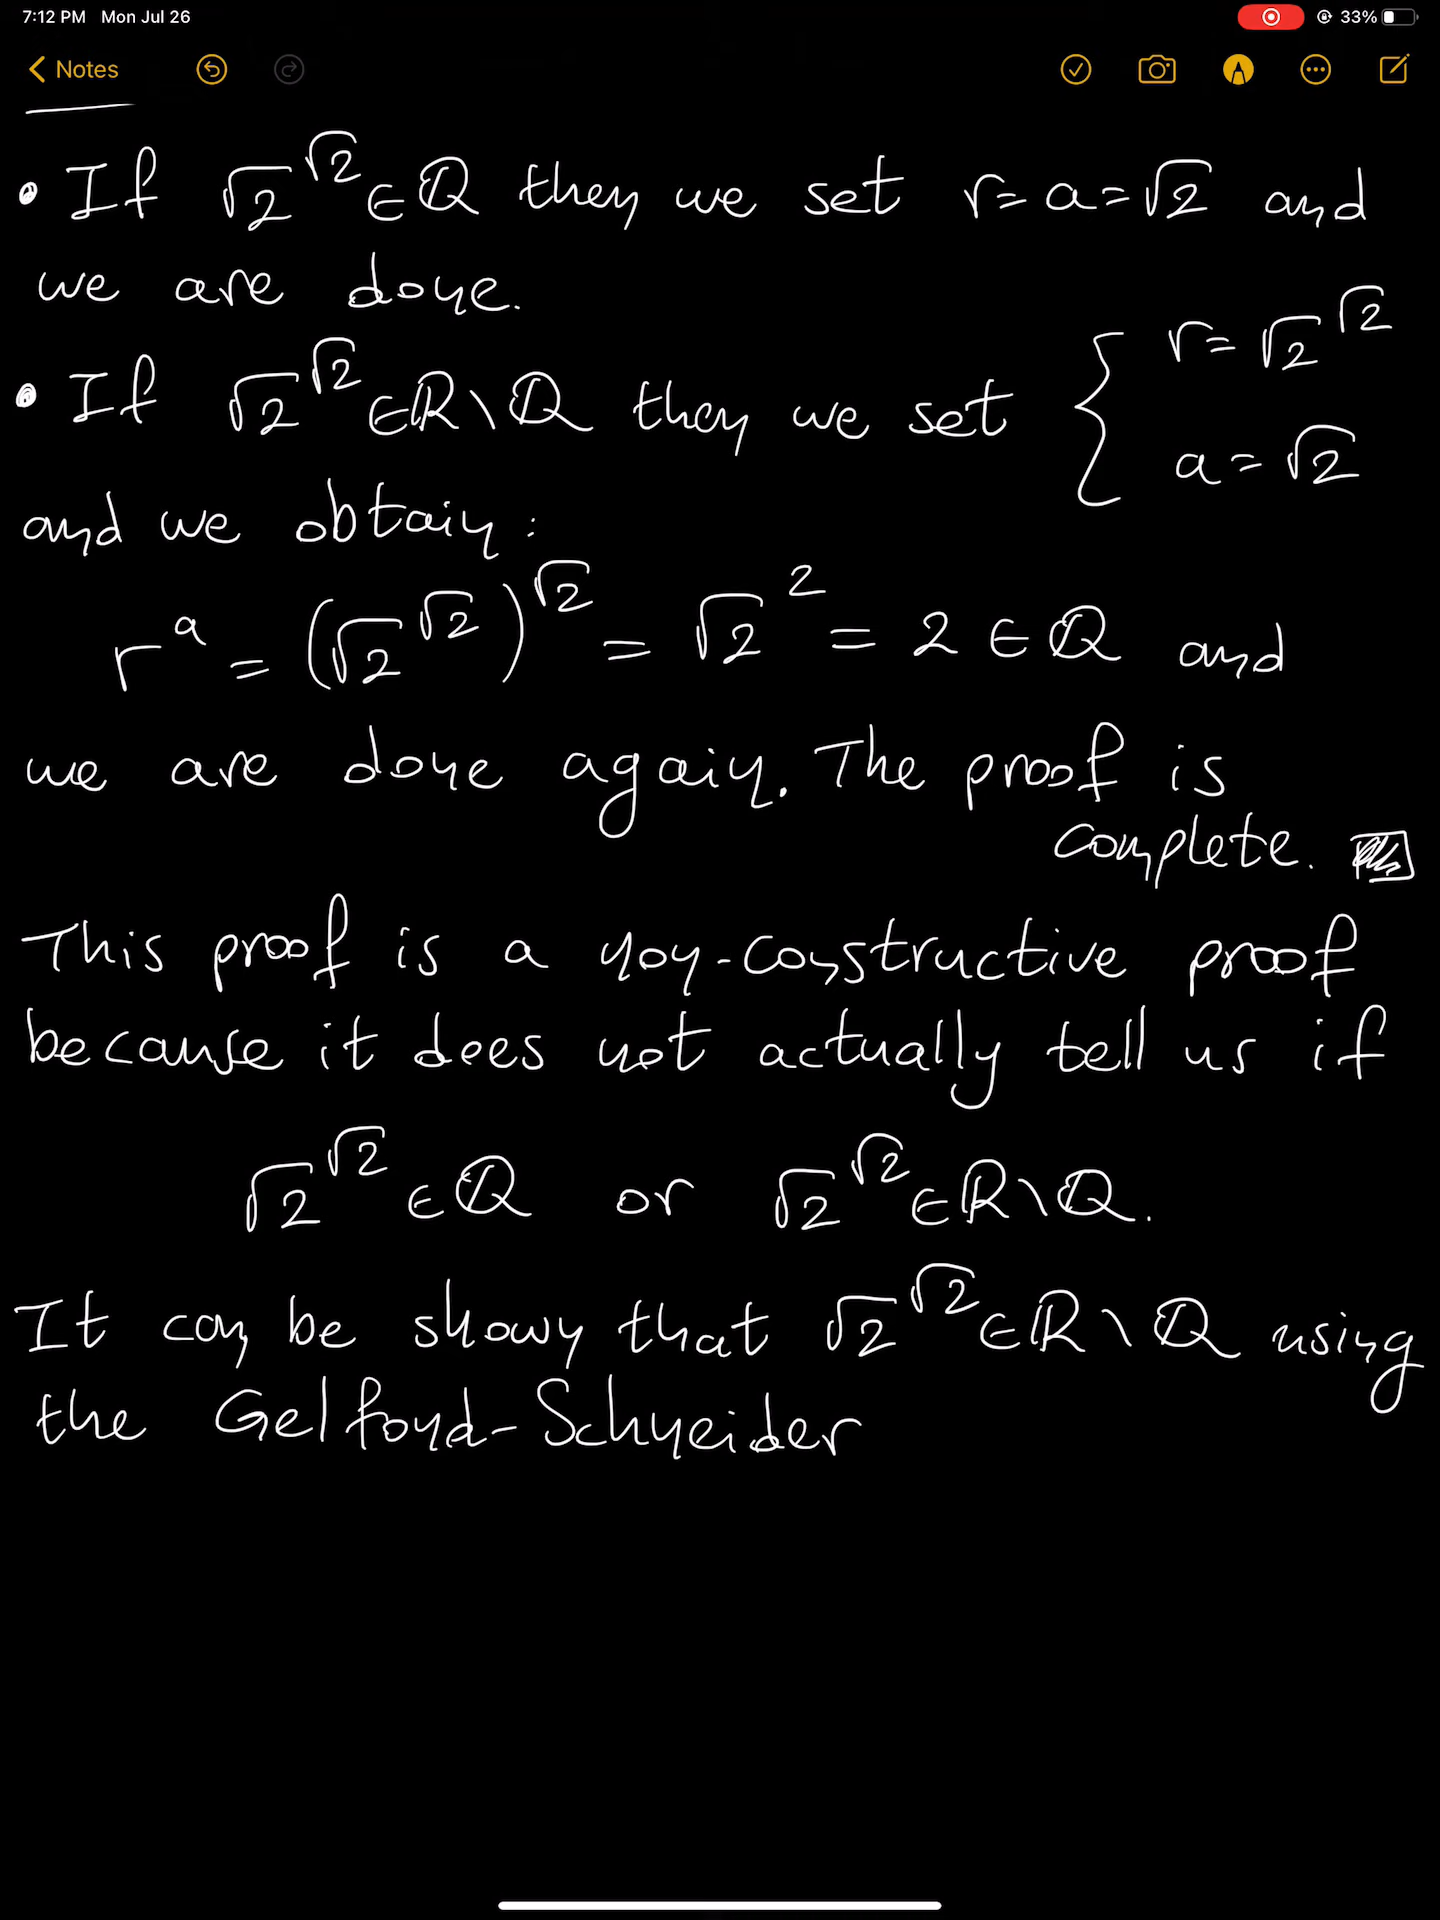 7:12 PM Mon Jul 26
33%
Notes
• If √2^√2 ∈ ℚ then we set r = a = √2 and
we are done.
• If √2^√2 ∈ ℝ \ ℚ then we set { r = √2^√2
a = √2
and we obtain:
r^a = (√2^√2)^√2 = √2^2 = 2 ∈ ℚ and
we are done again. The proof is
complete.
This proof is a non-constructive proof
because it does not actually tell us if
√2^√2 ∈ ℚ or √2^√2 ∈ ℝ \ ℚ.
It can be shown that √2^√2 ∈ ℝ \ ℚ using
the Gelfond-Schneider